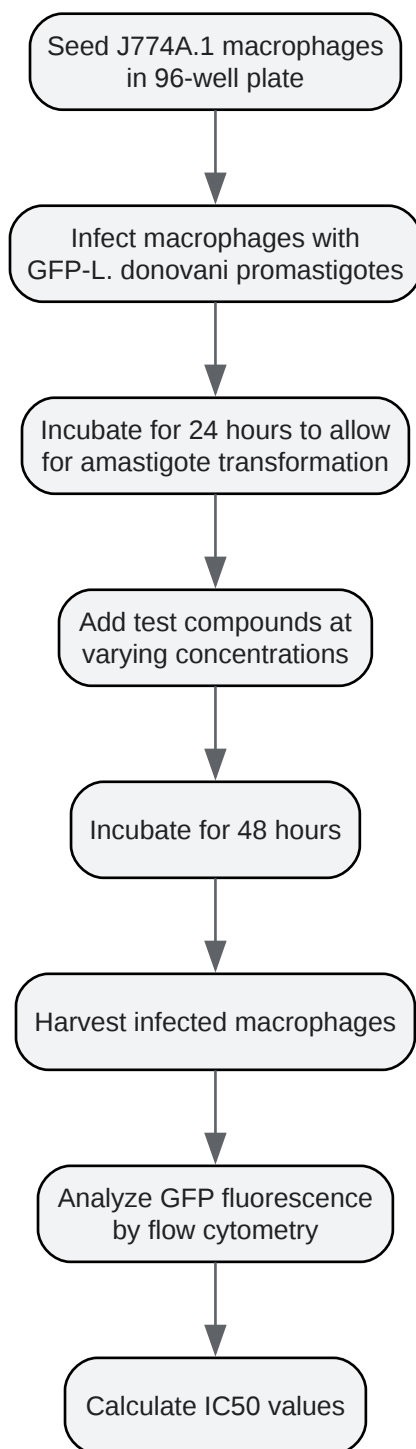 Seed J774A.1 macrophages
in 96-well plate
Infect macrophages with
GFP-L. donovani promastigotes
Incubate for 24 hours to allow
for amastigote transformation
Add test compounds at
varying concentrations
Incubate for 48 hours
Harvest infected macrophages
Analyze GFP fluorescence
by flow cytometry
Calculate IC50 values